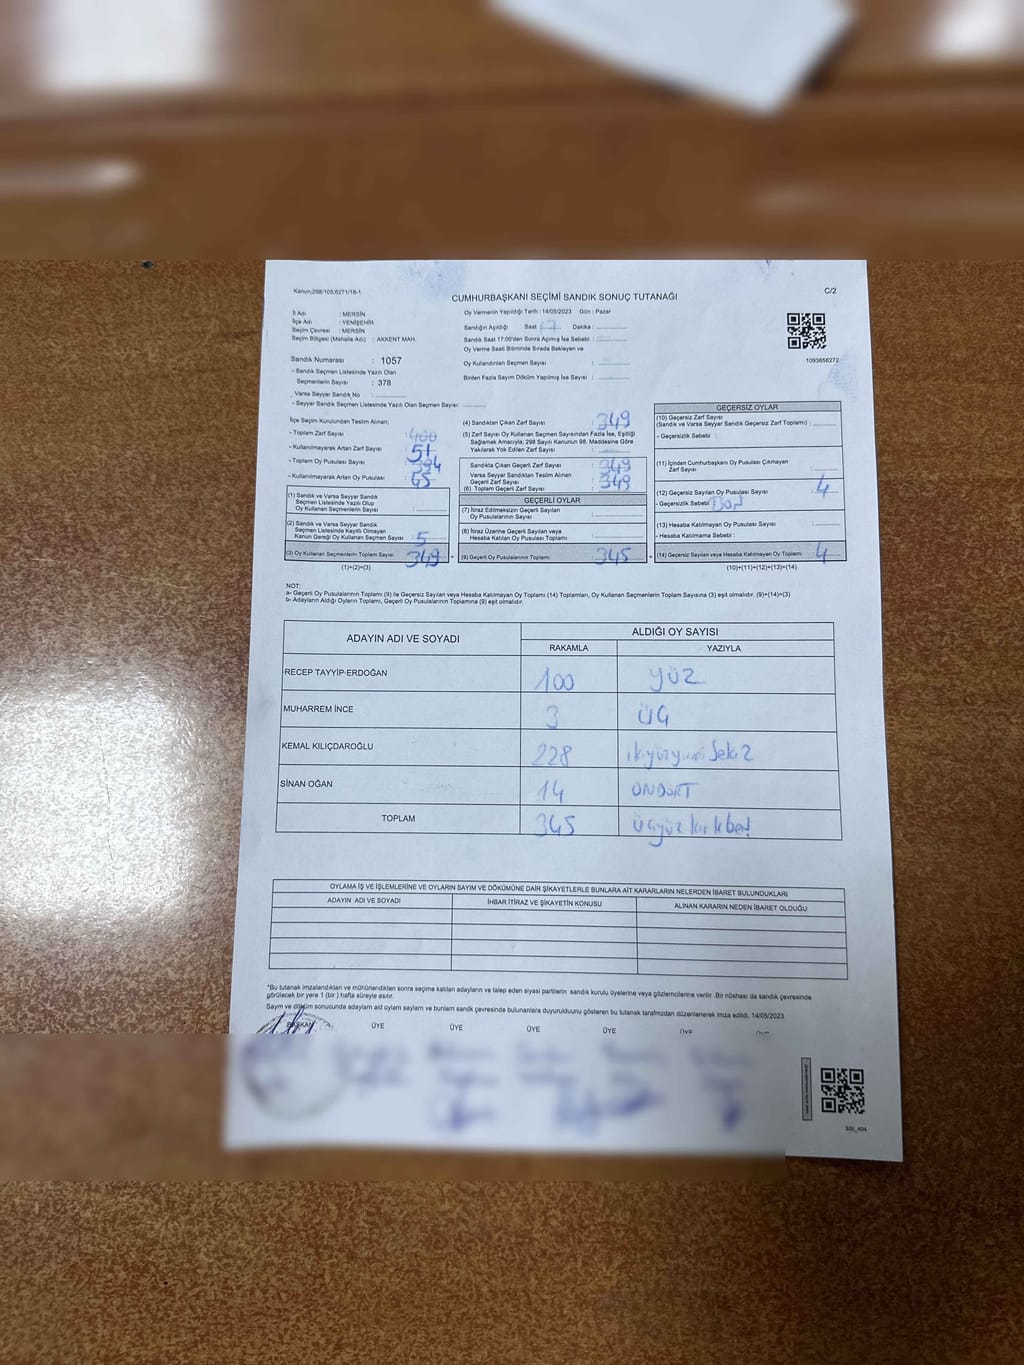 Kanun;298/105;6271/18-1
C/2
CUMHURBAŞKANI SEÇİMİ SANDIK SONUÇ TUTANAĞI
İl Adı : MERSİN
İlçe Adı : YENİŞEHİR
Seçim Çevresi : MERSİN
Seçim Bölgesi (Mahalle Adı) : AKKENT MAH.
Oy Vermenin Yapıldığı Tarih : 14/05/2023 Gün : Pazar
Sandığın Açıldığı Saat Dakika :
Sandık Saat 17:00'den Sonra Açılmış İse Sebebi :
Oy Verme Saati Bitiminde Sırada Bekleyen ve
Oy Kullandırılan Seçmen Sayısı :
Birden Fazla Sayım Döküm Yapılmış İse Sayısı :
1093656272
Sandık Numarası : 1057
- Sandık Seçmen Listesinde Yazılı Olan
Seçmenlerin Sayısı : 378
Varsa Seyyar Sandık No :
- Seyyar Sandık Seçmen Listesinde Yazılı Olan Seçmen Sayısı:
İlçe Seçim Kurulundan Teslim Alınan;
- Toplam Zarf Sayısı : 400
- Kullanılmayarak Artan Zarf Sayısı : 51
- Toplam Oy Pusulası Sayısı :
- Kullanılmayarak Artan Oy Pusulası : 65
(1) Sandık ve Varsa Seyyar Sandık
Seçmen Listesinde Yazılı Olup
Oy Kullanan Seçmenlerin Sayısı :
(2) Sandık ve Varsa Seyyar Sandık
Seçmen Listesinde Kayıtlı Olmayan
Kanun Gereği Oy Kullanan Seçmen Sayısı : 5
(3) Oy Kullanan Seçmenlerin Toplam Sayısı 349
(1)+(2)=(3)
(4) Sandıktan Çıkan Zarf Sayısı : 349
(5) Zarf Sayısı Oy Kullanan Seçmen Sayısından Fazla İse, Eşitliği
Sağlamak Amacıyla; 298 Sayılı Kanunun 98. Maddesine Göre
Yakılarak Yok Edilen Zarf Sayısı :
Sandıkta Çıkan Geçerli Zarf Sayısı : 349
Varsa Seyyar Sandıktan Teslim Alınan
Geçerli Zarf Sayısı :
(6) Toplam Geçerli Zarf Sayısı : 349
GEÇERLİ OYLAR
(7) İtiraz Edilmeksizin Geçerli Sayılan
Oy Pusulalarının Sayısı :
(8) İtiraz Üzerine Geçerli Sayılan veya
Hesaba Katılan Oy Pusulası Toplamı :
(9) Geçerli Oy Pusulalarının Toplamı 345
GEÇERSİZ OYLAR
(10) Geçersiz Zarf Sayısı
(Sandık ve Varsa Seyyar Sandık Geçersiz Zarf Toplamı) :
- Geçersizlik Sebebi :
(11) İçinden Cumhurbaşkanı Oy Pusulası Çıkmayan
Zarf Sayısı :
(12) Geçersiz Sayılan Oy Pusulası Sayısı : 4
- Geçersizlik Sebebi :
(13) Hesaba Katılmayan Oy Pusulası Sayısı :
- Hesaba Katılmama Sebebi :
(14) Geçersiz Sayılan veya Hesaba Katılmayan Oy Toplamı 4
(10)+(11)+(12)+(13)=(14)
NOT:
a- Geçerli Oy Pusulalarının Toplamı (9) ile Geçersiz Sayılan veya Hesaba Katılmayan Oy Toplamı (14) Toplamları, Oy Kullanan Seçmenlerin Toplam Sayısına (3) eşit olmalıdır. (9)+(14)=(3)
b- Adayların Aldığı Oyların Toplamı, Geçerli Oy Pusulalarının Toplamına (9) eşit olmalıdır.
ADAYIN ADI VE SOYADI ALDIĞI OY SAYISI
RAKAMLA YAZIYLA
RECEP TAYYİP ERDOĞAN 100 yüz
MUHARREM İNCE 3 üç
KEMAL KILIÇDAROĞLU 228 ikiyüzyirmi sekiz
SİNAN OĞAN 14 ONDÖRT
TOPLAM 345 üçyüz kırkbeş
OYLAMA İŞ VE İŞLEMLERİNE VE OYLARIN SAYIM VE DÖKÜMÜNE DAİR ŞİKAYETLERLE BUNLARA AİT KARARLARIN NELERDEN İBARET BULUNDUKLARI
ADAYIN ADI VE SOYADI İHBAR İTİRAZ VE ŞİKAYETİN KONUSU ALINAN KARARIN NEDEN İBARET OLDUĞU
*Bu tutanak imzalandıktan ve mühürlendikten sonra seçime katılan adayların ve talep eden siyasi partilerin sandık kurulu üyelerine veya gözlemcilerine verilir .Bir nüshası da sandık çevresinde
görülecek bir yere 1 (bir ) hafta süreyle asılır.
Sayım ve döküm sonucunda adaylara aid oyların sayısını ve bunların sandık çevresinde bulunanlara duyurulduğunu gösteren bu tutanak tarafımızdan düzenlenerek imza edildi. 14/05/2023
BAŞKAN ÜYE ÜYE ÜYE ÜYE ÜYE ÜYE